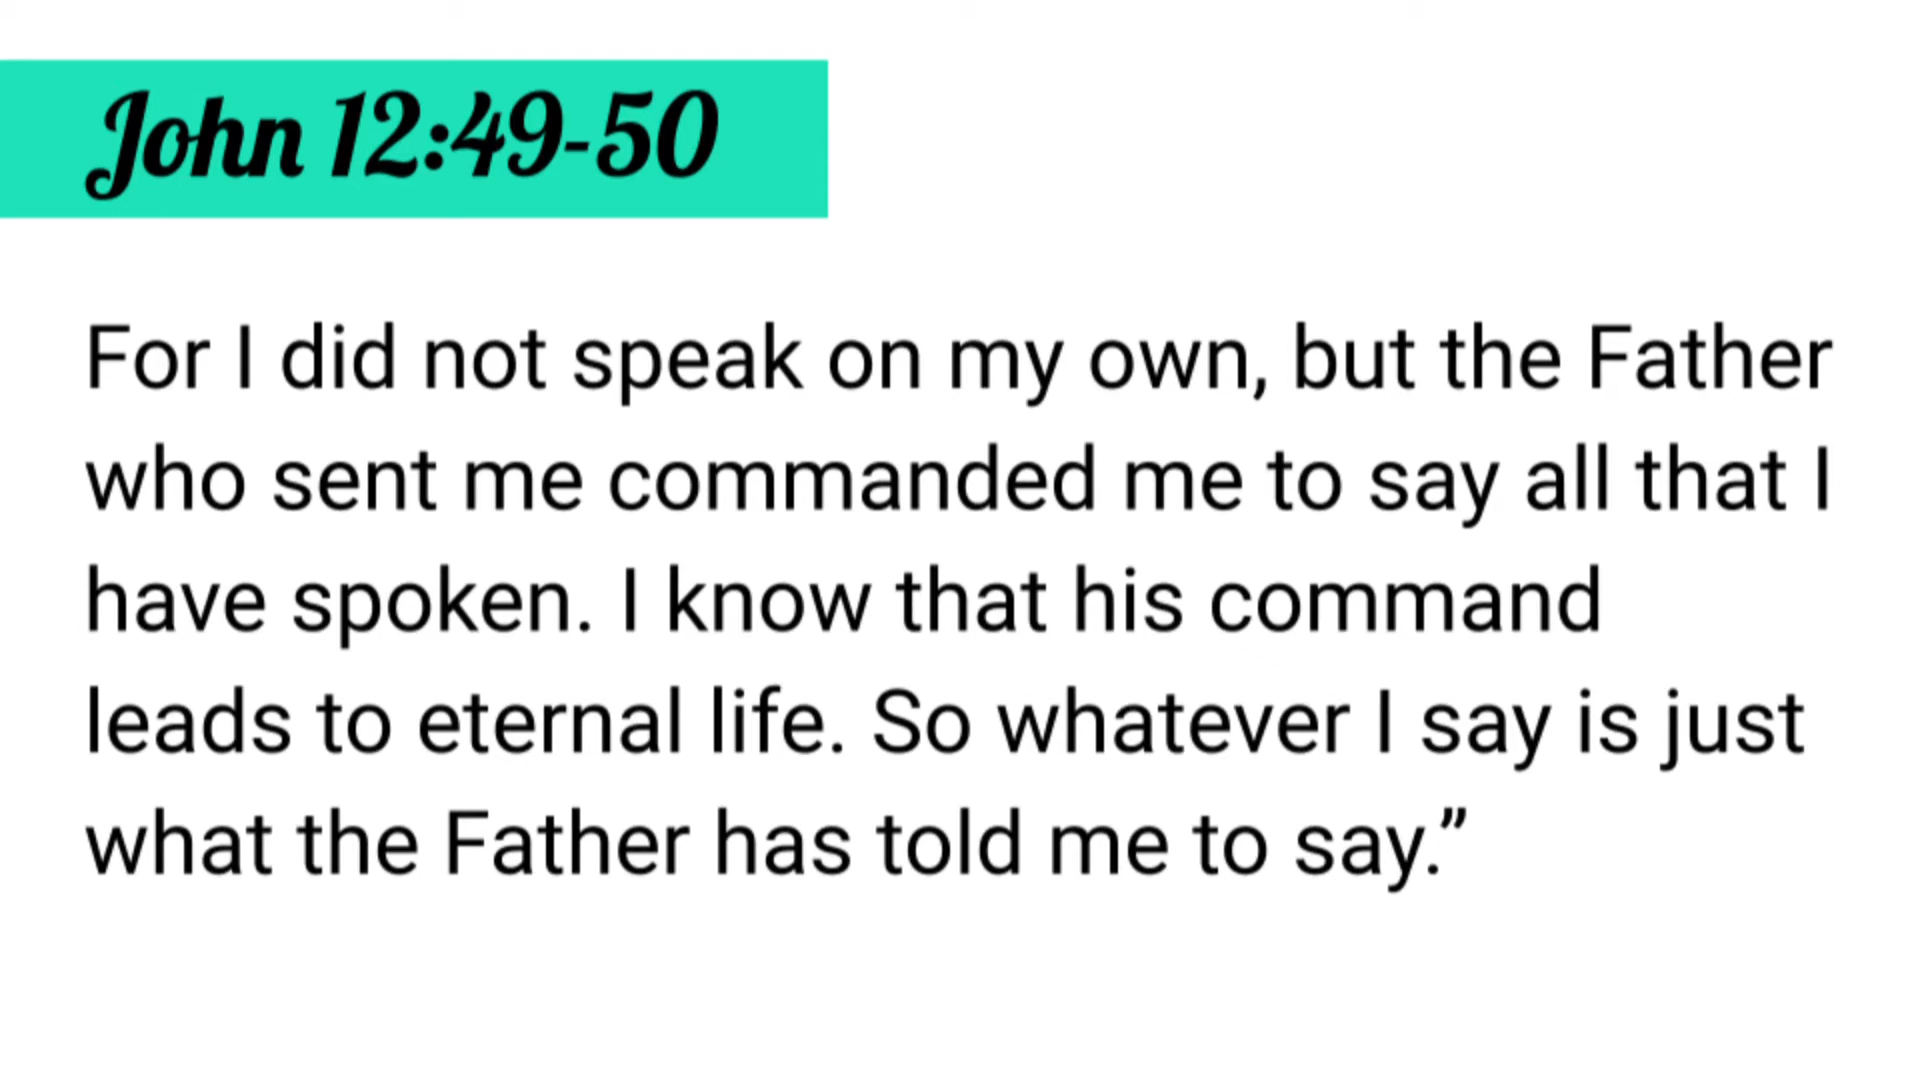 John 12:49-50
For I did not speak on my own, but the Father
who sent me commanded me to say all that I
have spoken. I know that his command
leads to eternal life. So whatever I say is just
what the Father has told me to say.”